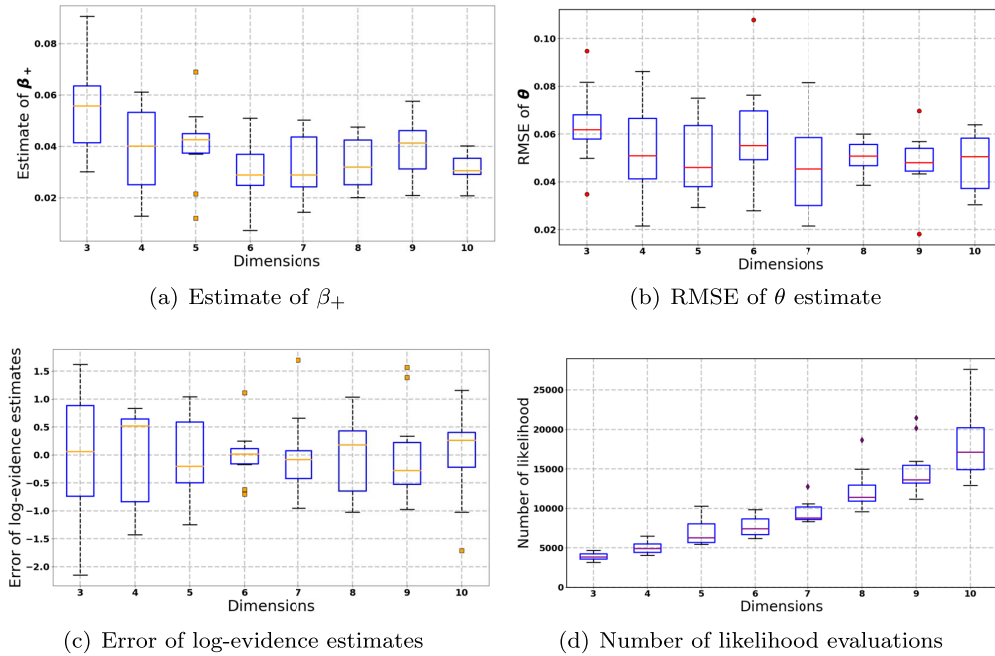 0.08
0.06
0.04
0.02
Estimate of β+
3 4 5 6 7 8 9 10
Dimensions
(a) Estimate of β+
0.10
0.08
0.06
0.04
0.02
RMSE of θ
3 4 5 6 7 8 9 10
Dimensions
(b) RMSE of θ estimate
1.5
1.0
0.5
0.0
−0.5
−1.0
−1.5
−2.0
Error of log-evidence estimates
3 4 5 6 7 8 9 10
Dimensions
(c) Error of log-evidence estimates
25000
20000
15000
10000
5000
0
Number of likelihood
3 4 5 6 7 8 9 10
Dimensions
(d) Number of likelihood evaluations